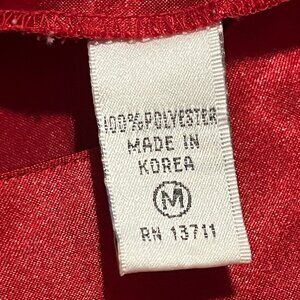 100% POLYESTER
MADE IN
KOREA
M
RN 13711